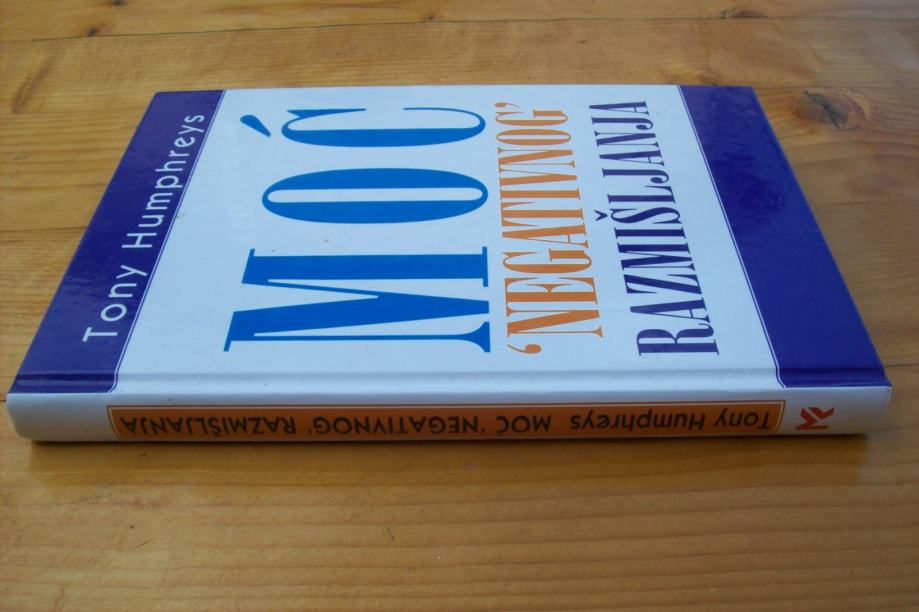 Tony Humphreys
MOĆ
‘NEGATIVNOG’
RAZMIŠLJANJA
Tony Humphreys MOĆ ‘NEGATIVNOG’ RAZMIŠLJANJA